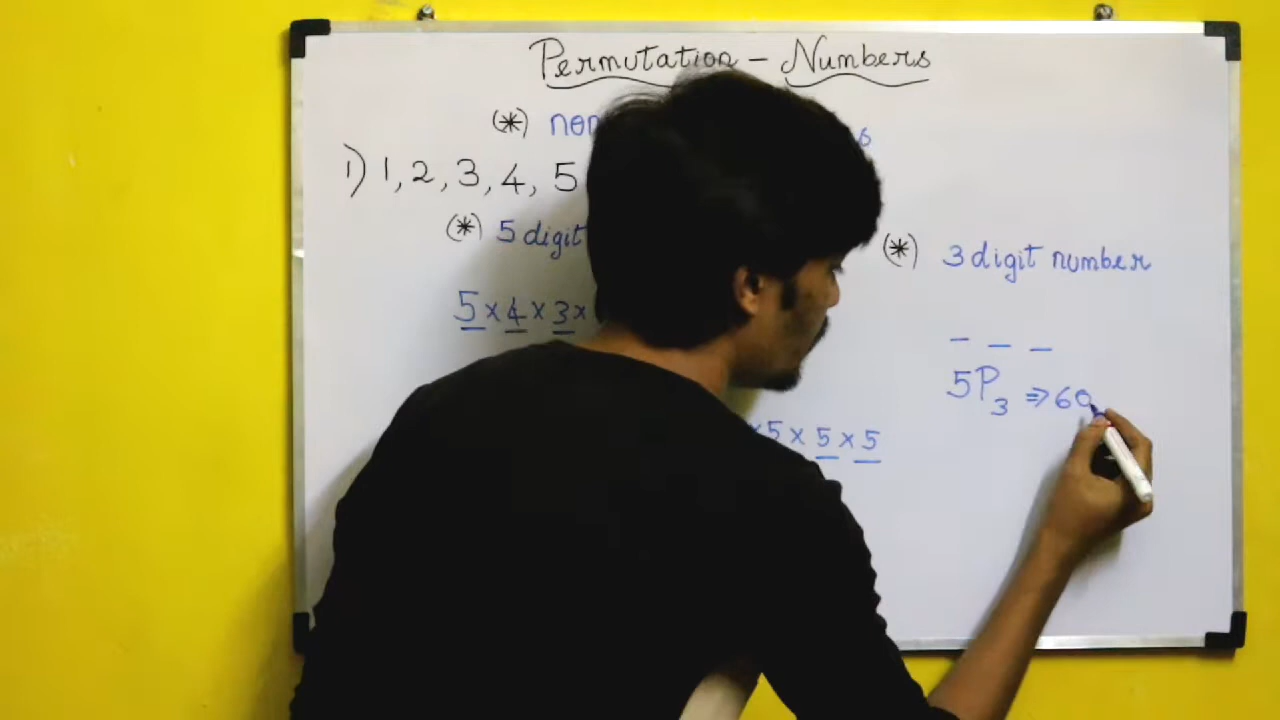 Permutation - Numbers
(*)
1) 1, 2, 3, 4, 5
(*) 5 digit
5 x 4 x 3 x
x 5 x 5 x 5
(*) 3 digit number
_ _ _
5P3 ⇒ 60